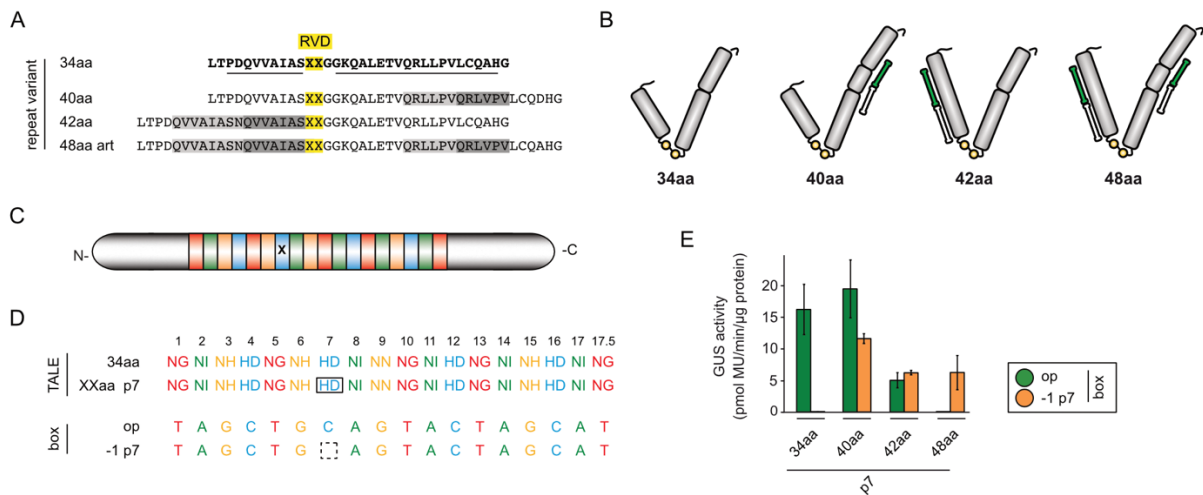 A
RVD
repeat variant
34aa LTPDQVVAIASXXGGKQALETVQRLLPVLCQAHG
40aa LTPDQVVAIASXXGGKQALETVQRLLPVQRLVPVLCQDHG
42aa LTPDQVVAIASNQVVAIASXXGGKQALETVQRLLPVLCQAHG
48aa art LTPDQVVAIASNQVVAIASXXGGKQALETVQRLLPVQRLVPVLCQAHG
B
34aa 40aa 42aa 48aa
C
N- X -C
D
1 2 3 4 5 6 7 8 9 10 11 12 13 14 15 16 17 17.5
TALE
34aa NG NI NH HD NG NH HD NI NN NG NI HD NG NI NH HD NI NG
XXaa p7 NG NI NH HD NG NH HD NI NN NG NI HD NG NI NH HD NI NG
box
op T A G C T G C A G T A C T A G C A T
-1 p7 T A G C T G A G T A C T A G C A T
E
GUS activity
(pmol MU/min/µg protein)
20
15
10
5
0
34aa 40aa 42aa 48aa
p7
op
-1 p7
box